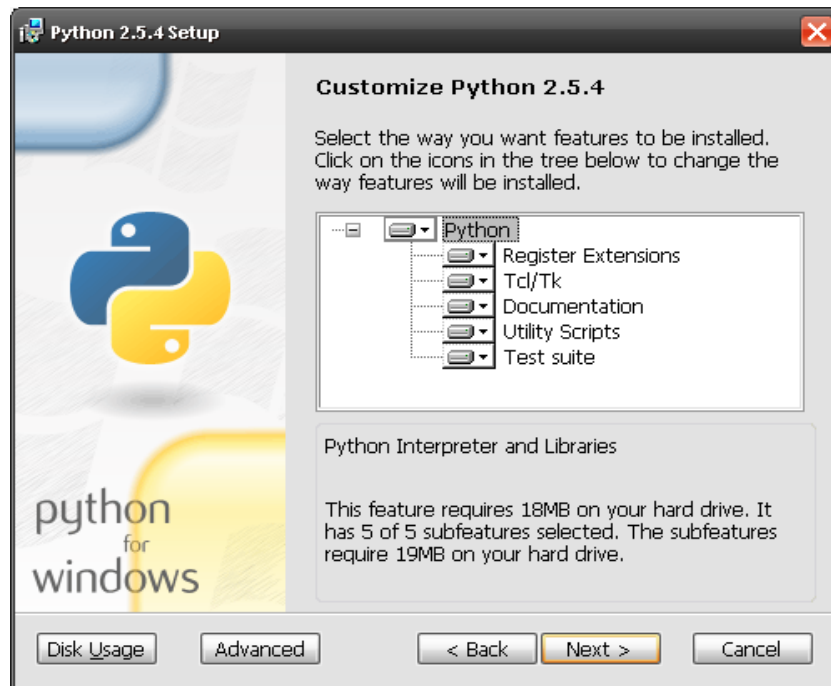 Python 2.5.4 Setup
Customize Python 2.5.4
Select the way you want features to be installed.
Click on the icons in the tree below to change the
way features will be installed.
Python
Register Extensions
Tcl/Tk
Documentation
Utility Scripts
Test suite
Python Interpreter and Libraries
This feature requires 18MB on your hard drive. It
has 5 of 5 subfeatures selected. The subfeatures
require 19MB on your hard drive.
python
for
windows
Disk Usage
Advanced
< Back
Next >
Cancel